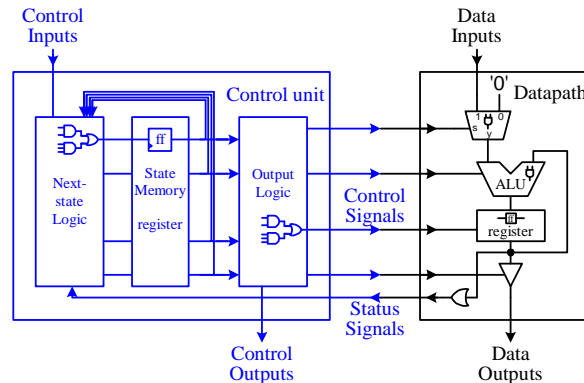 Control
Inputs
Data
Inputs
'0'
Control unit
Datapath
1
0
s
y
ff
Next-
state
Logic
State
Memory
register
Output
Logic
ALU
Control
Signals
ff
register
Status
Signals
Control
Outputs
Data
Outputs